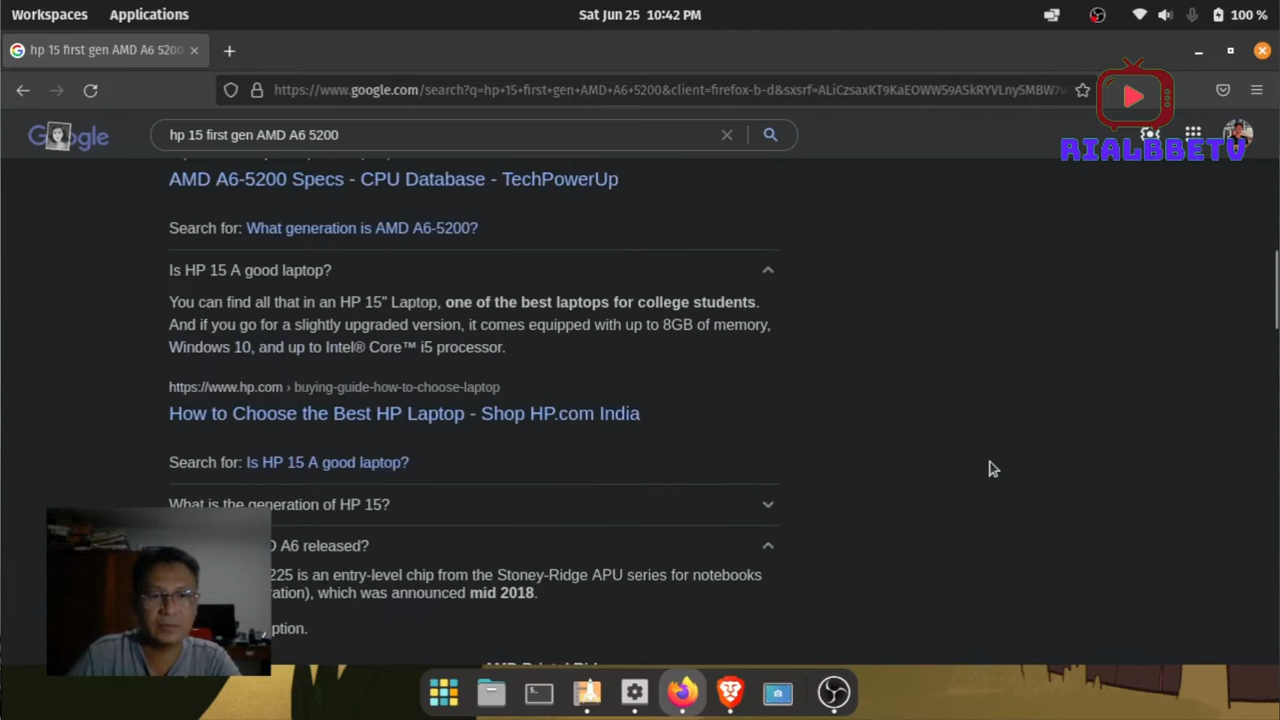 Workspaces Applications Sat Jun 25 10:42 PM 100 %
hp 15 first gen AMD A6 5200
https://www.google.com/search?q=hp+15+first+gen+AMD+A6+5200&client=firefox-b-d&sxsrf=ALiCzsaxKT9KaEOWW59ASkRYVLnySMBW7
Google hp 15 first gen AMD A6 5200
RIALBBETV
AMD A6-5200 Specs - CPU Database - TechPowerUp
Search for: What generation is AMD A6-5200?
Is HP 15 A good laptop?
You can find all that in an HP 15" Laptop, one of the best laptops for college students.
And if you go for a slightly upgraded version, it comes equipped with up to 8GB of memory,
Windows 10, and up to Intel® Core™ i5 processor.
https://www.hp.com › buying-guide-how-to-choose-laptop
How to Choose the Best HP Laptop - Shop HP.com India
Search for: Is HP 15 A good laptop?
What is the generation of HP 15?
D A6 released?
225 is an entry-level chip from the Stoney-Ridge APU series for notebooks
ration), which was announced mid 2018.
ption.